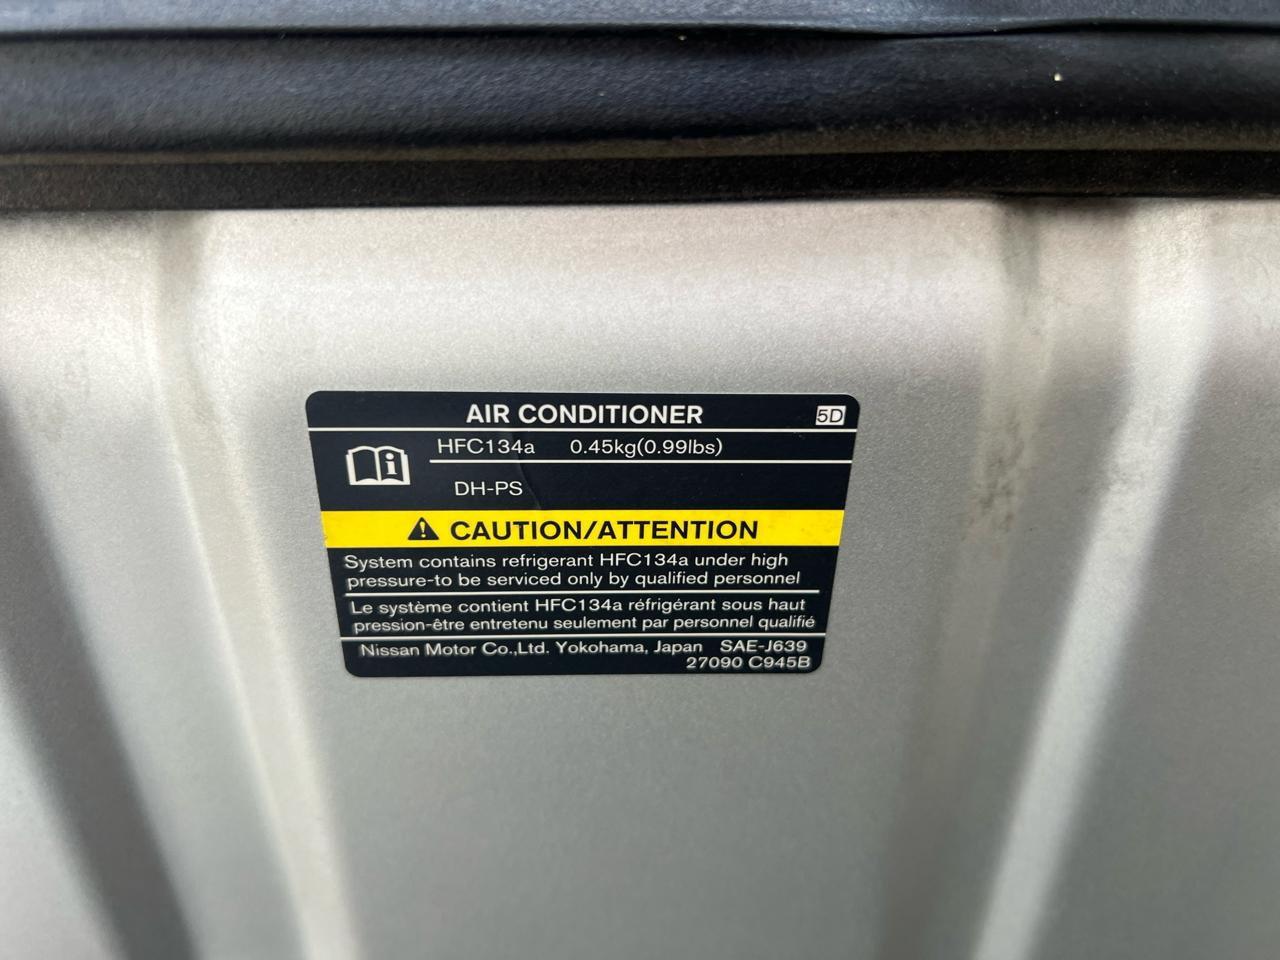 AIR CONDITIONER 5D
HFC134a 0.45kg(0.99lbs)
DH-PS
CAUTION/ATTENTION
System contains refrigerant HFC134a under high
pressure-to be serviced only by qualified personnel
Le système contient HFC134a réfrigérant sous haut
pression-être entretenu seulement par personnel qualifié
Nissan Motor Co.,Ltd. Yokohama, Japan SAE-J639
27090 C945B